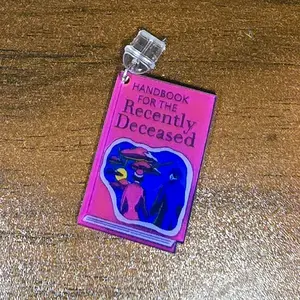 HANDBOOK
FOR THE
Recently
Deceased